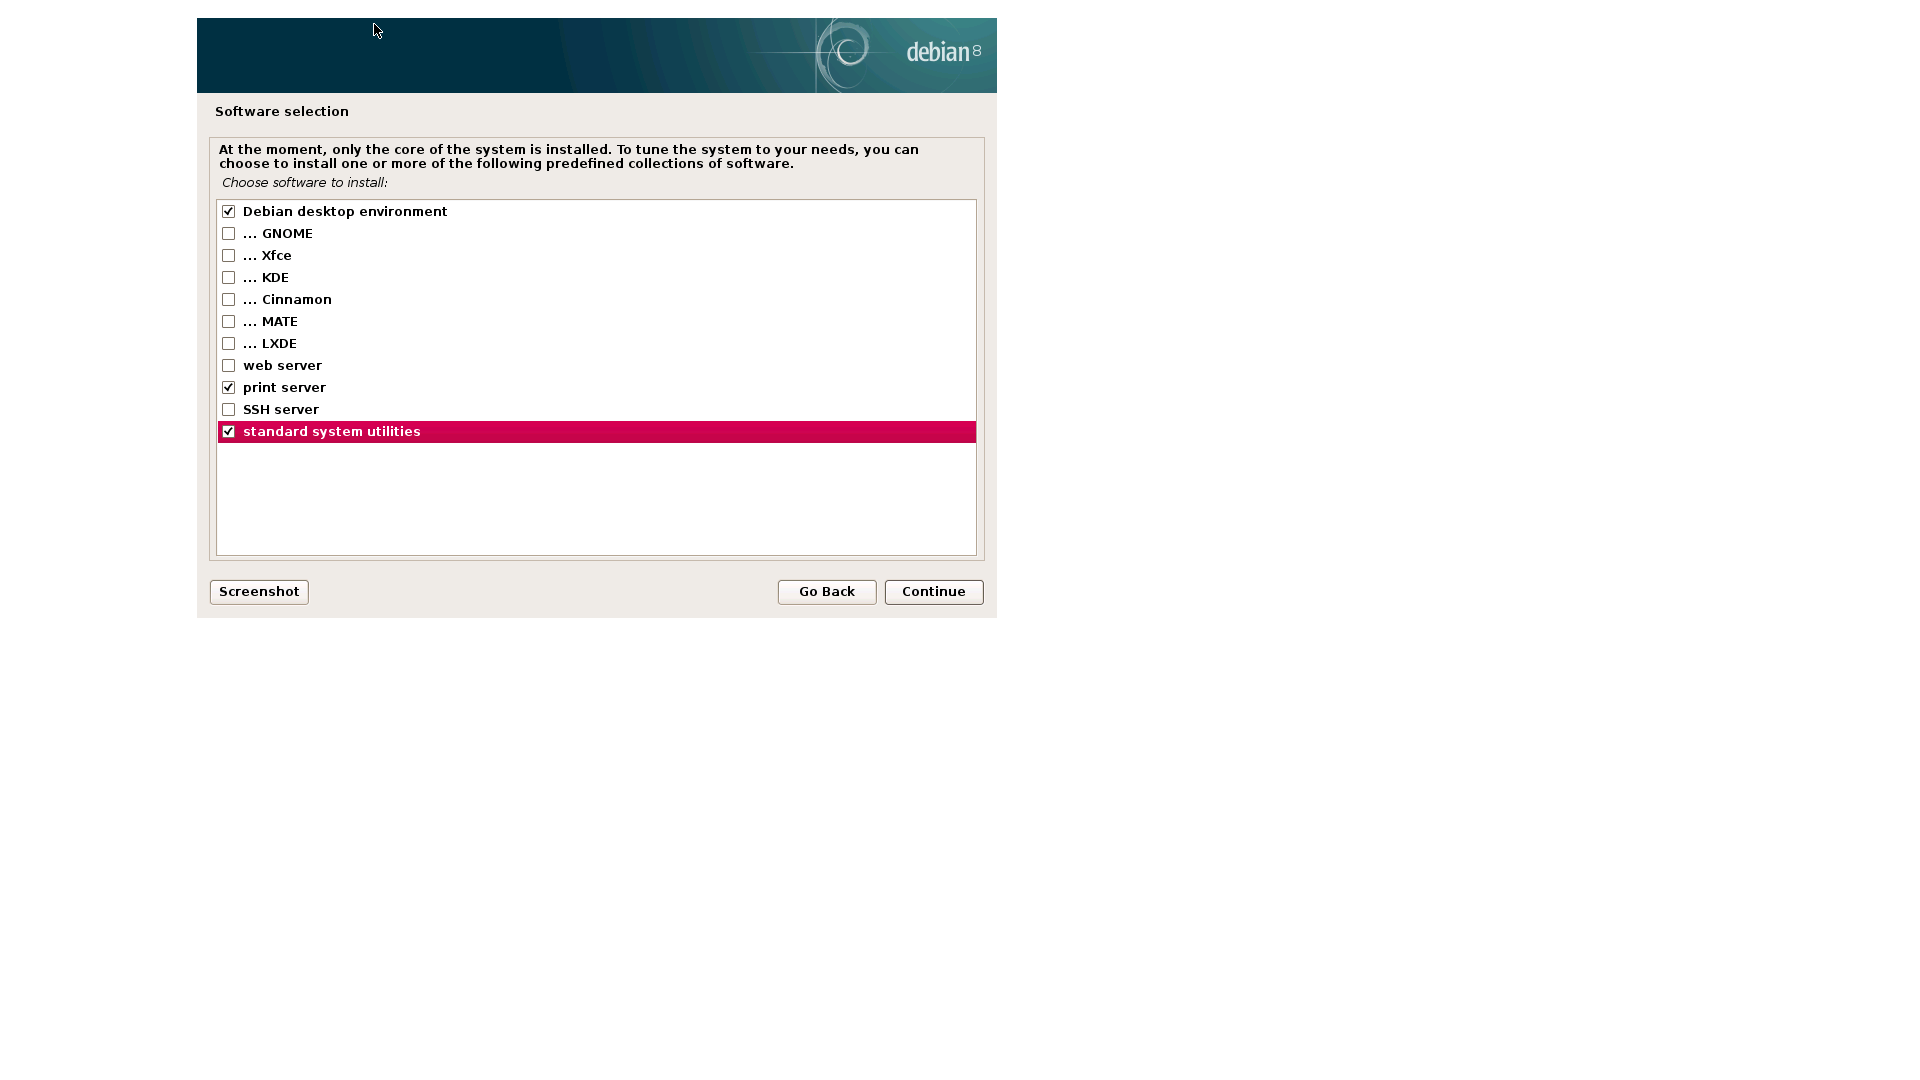 debian 8
Software selection
At the moment, only the core of the system is installed. To tune the system to your needs, you can
choose to install one or more of the following predefined collections of software.
Choose software to install:
Debian desktop environment
... GNOME
... Xfce
... KDE
... Cinnamon
... MATE
... LXDE
web server
print server
SSH server
standard system utilities
Screenshot
Go Back
Continue